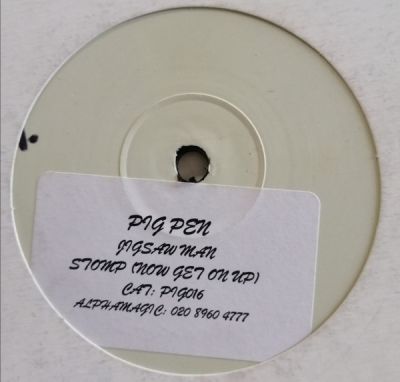 PIG PEN
JIGSAW MAN
STOMP (NOW GET ON UP)
CAT: PIG016
ALPHAMAGIC: 020 8960 4777